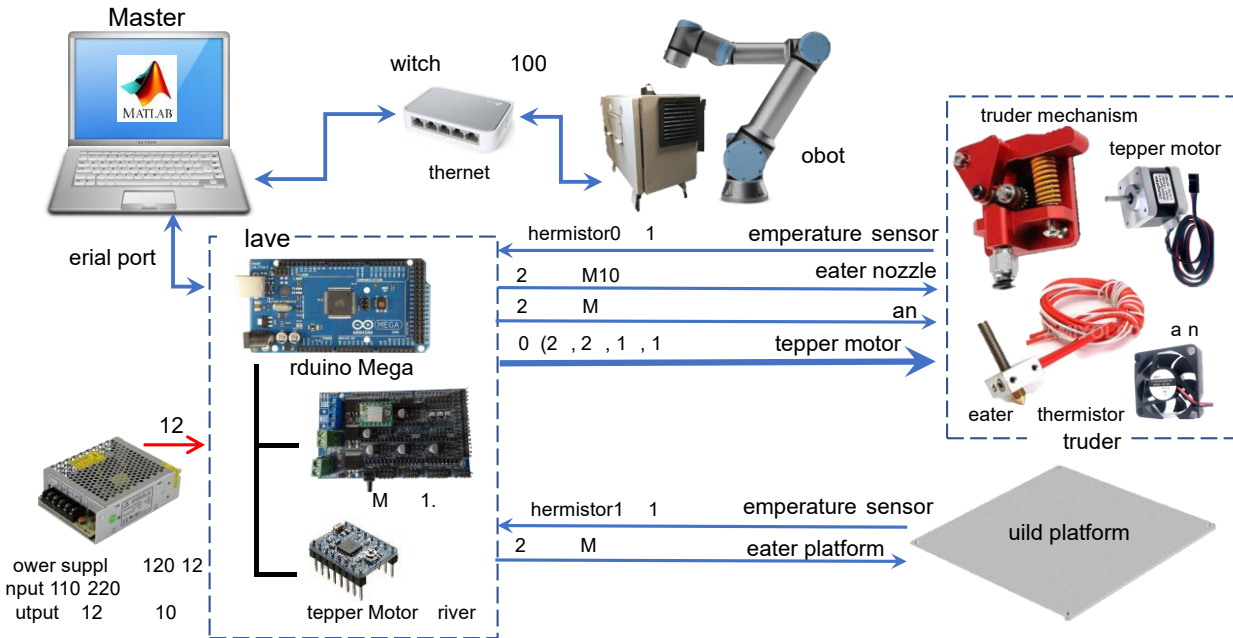 Master
MATLAB
witch 100
thernet
obot
erial port
lave
ARDUINO
MEGA
rduino Mega
M 1.
tepper Motor river
12
ower suppl 120 12
nput 110 220
utput 12 10
hermistor0 1 emperature sensor
2 M10 eater nozzle
2 M an
0 (2 , 2 , 1 , 1 tepper motor
truder mechanism
tepper motor
a n
eater thermistor
truder
hermistor1 1 emperature sensor
2 M eater platform
uild platform